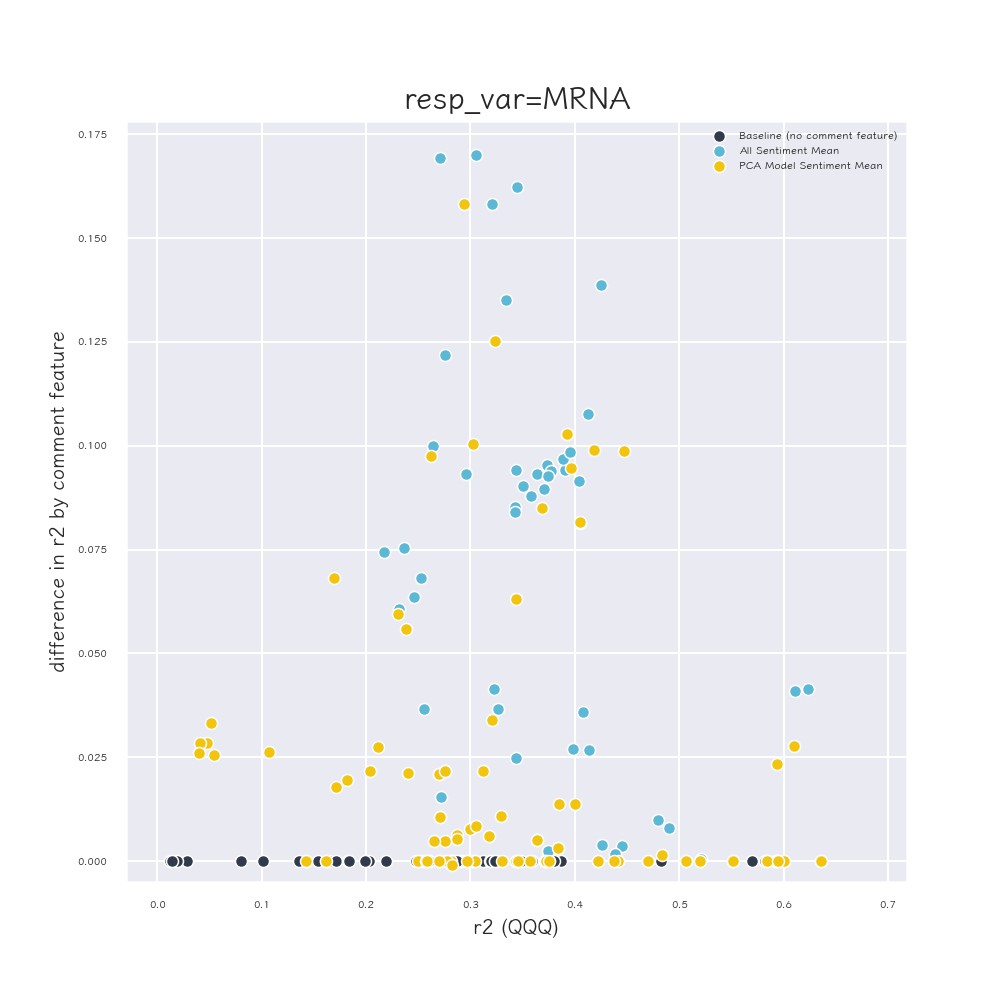 resp_var=MRNA
Baseline (no comment feature)
All Sentiment Mean
PCA Model Sentiment Mean
difference in r2 by comment feature
0.175
0.150
0.125
0.100
0.075
0.050
0.025
0.000
0.0 0.1 0.2 0.3 0.4 0.5 0.6 0.7
r2 (QQQ)